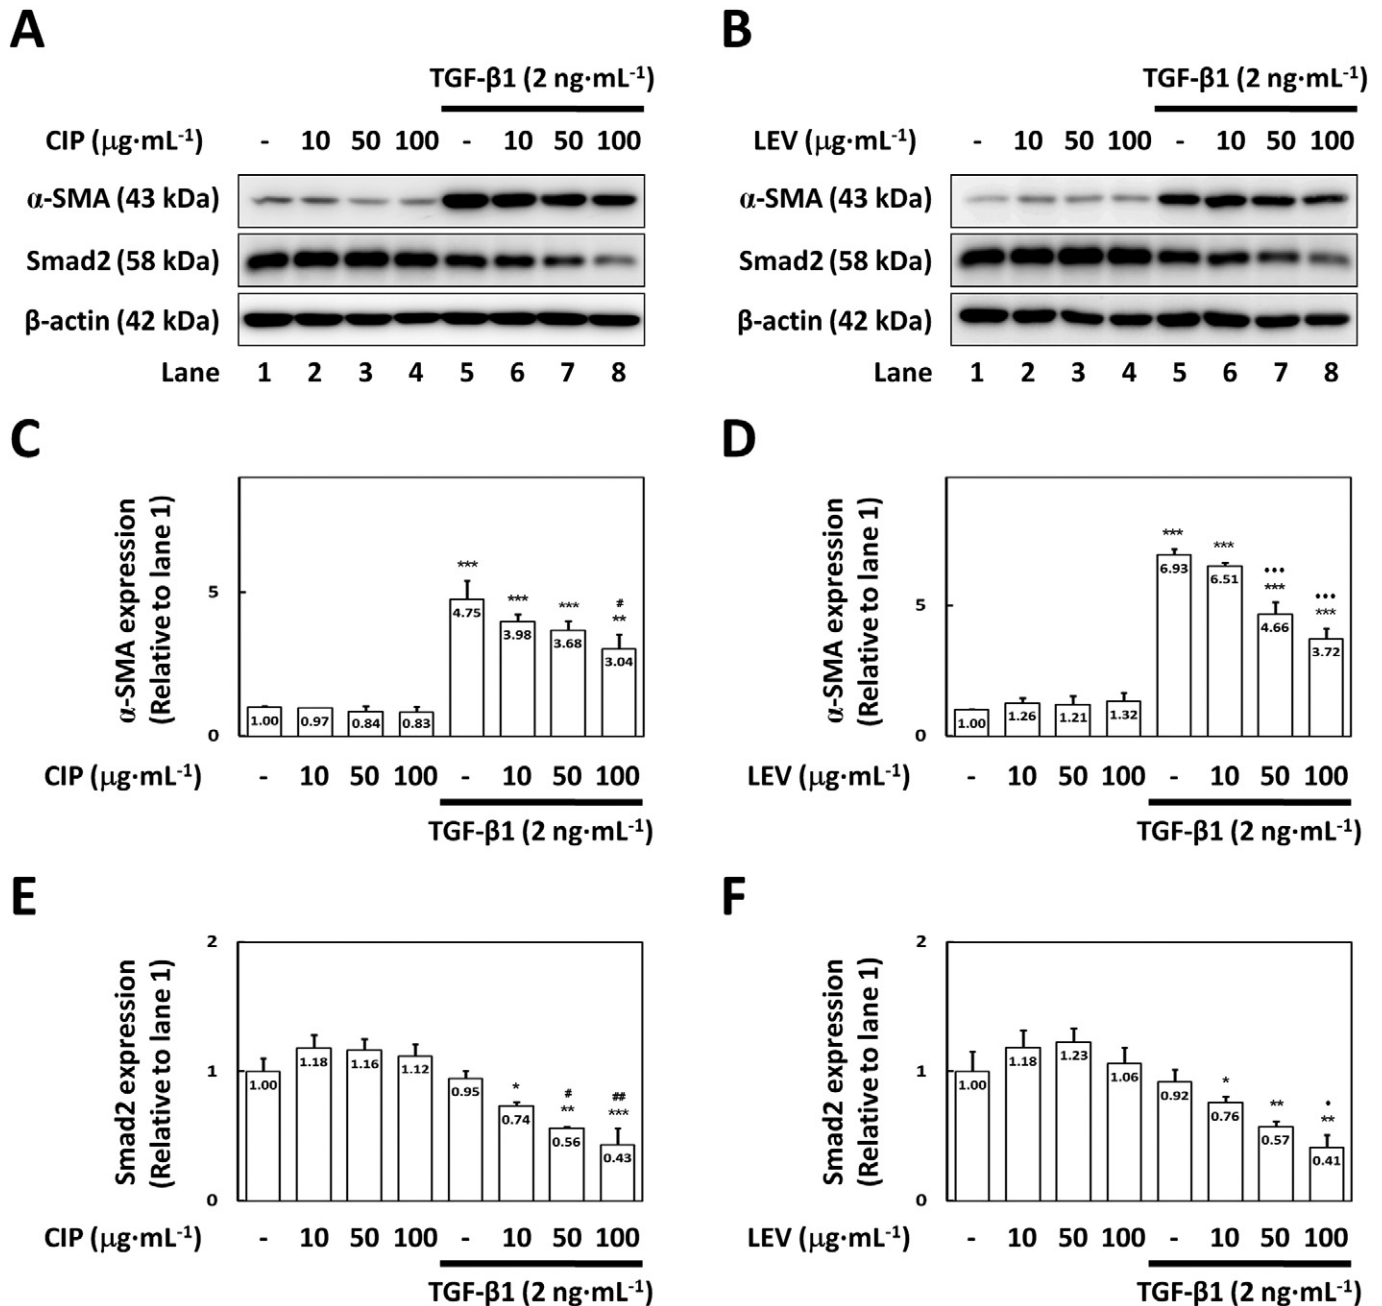 A
TGF-β1 (2 ng·mL-1)
CIP (μg·mL-1) - 10 50 100 - 10 50 100
α-SMA (43 kDa)
Smad2 (58 kDa)
β-actin (42 kDa)
Lane 1 2 3 4 5 6 7 8
B
TGF-β1 (2 ng·mL-1)
LEV (μg·mL-1) - 10 50 100 - 10 50 100
α-SMA (43 kDa)
Smad2 (58 kDa)
β-actin (42 kDa)
Lane 1 2 3 4 5 6 7 8
C
α-SMA expression
(Relative to lane 1)
5
0
*** *** *** # **
1.00 0.97 0.84 0.83 4.75 3.98 3.68 3.04
CIP (μg·mL-1) - 10 50 100 - 10 50 100
TGF-β1 (2 ng·mL-1)
D
α-SMA expression
(Relative to lane 1)
5
0
*** *** ♦♦♦ *** ♦♦♦ ***
1.00 1.26 1.21 1.32 6.93 6.51 4.66 3.72
LEV (μg·mL-1) - 10 50 100 - 10 50 100
TGF-β1 (2 ng·mL-1)
E
Smad2 expression
(Relative to lane 1)
2
1
0
* # ** ## ***
1.00 1.18 1.16 1.12 0.95 0.74 0.56 0.43
CIP (μg·mL-1) - 10 50 100 - 10 50 100
TGF-β1 (2 ng·mL-1)
F
Smad2 expression
(Relative to lane 1)
2
1
0
* ** ♦ **
1.00 1.18 1.23 1.06 0.92 0.76 0.57 0.41
LEV (μg·mL-1) - 10 50 100 - 10 50 100
TGF-β1 (2 ng·mL-1)